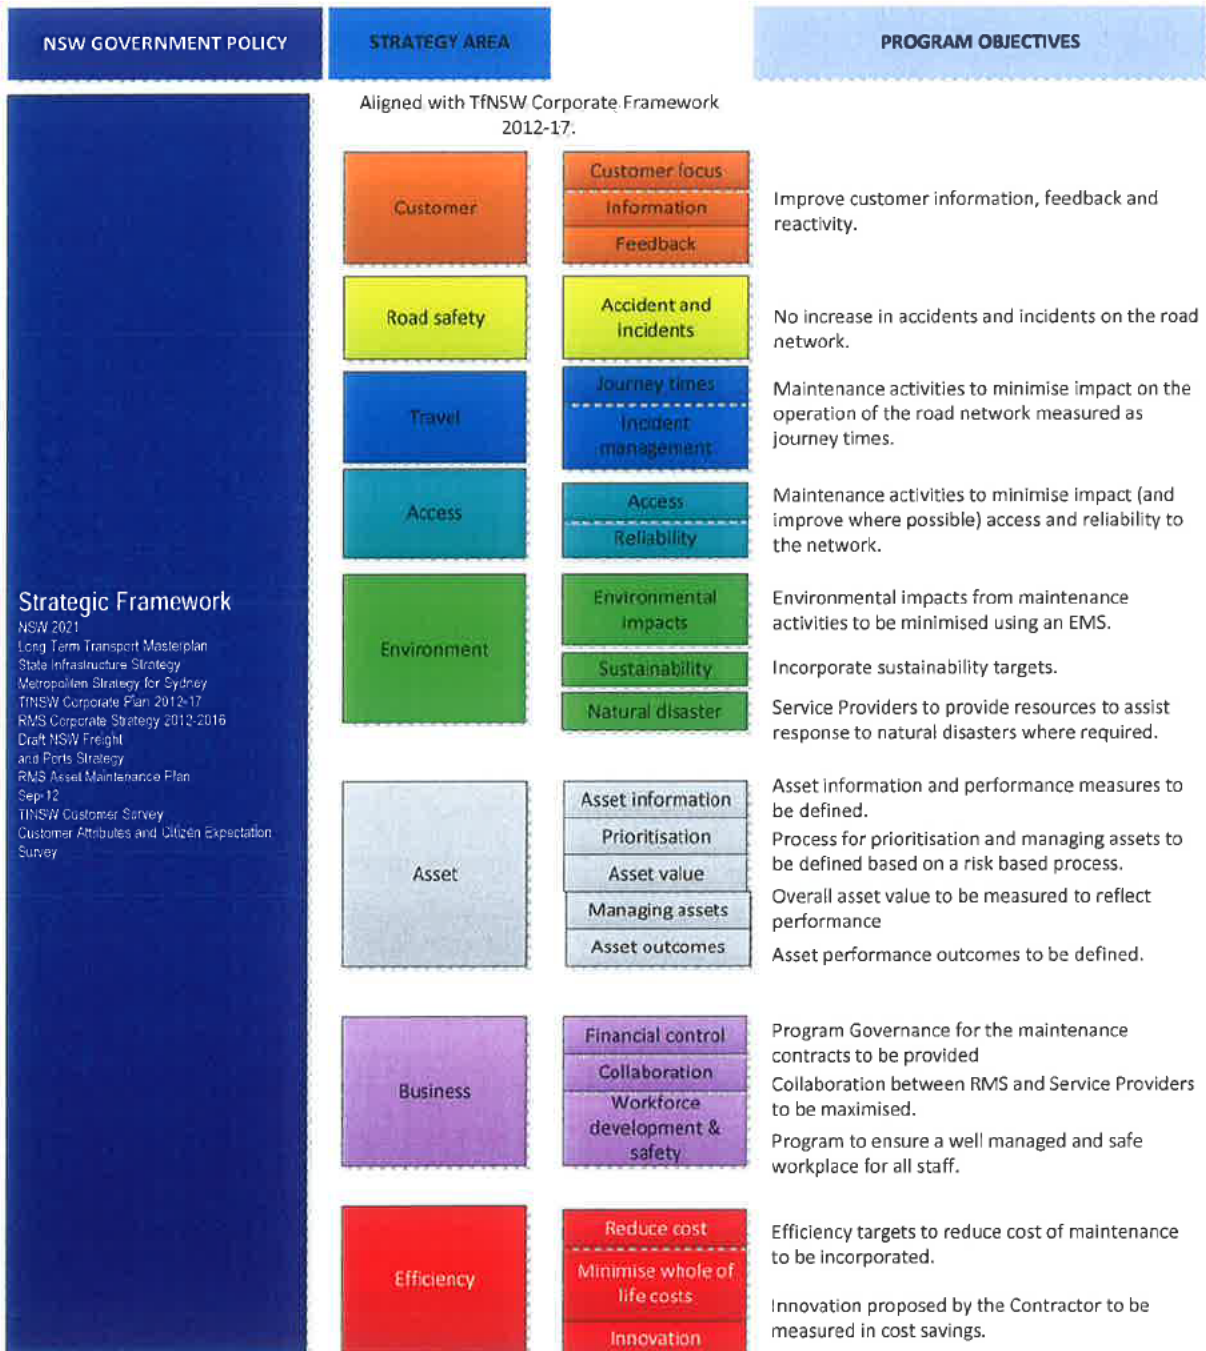 NSW GOVERNMENT POLICY
STRATEGY AREA
PROGRAM OBJECTIVES
Aligned with TfNSW Corporate Framework
2012-17.
Strategic Framework
NSW 2021
Long Term Transport Masterplan
State Infrastructure Strategy
Metropolitan Strategy for Sydney
TfNSW Corporate Plan 2012-17
RMS Corporate Strategy 2012-2016
Draft NSW Freight
and Ports Strategy
RMS Asset Maintenance Plan
Sep-12
TfNSW Customer Survey
Customer Attributes and Citizen Expectation
Survey
Customer
Customer focus
Information
Feedback
Improve customer information, feedback and
reactivity.
Road safety
Accident and
incidents
No increase in accidents and incidents on the road
network.
Travel
Journey times
Incident
management
Maintenance activities to minimise impact on the
operation of the road network measured as
journey times.
Access
Access
Reliability
Maintenance activities to minimise impact (and
improve where possible) access and reliability to
the network.
Environment
Environmental
impacts
Environmental impacts from maintenance
activities to be minimised using an EMS.
Sustainability
Incorporate sustainability targets.
Natural disaster
Service Providers to provide resources to assist
response to natural disasters where required.
Asset
Asset information
Prioritisation
Asset value
Managing assets
Asset outcomes
Asset information and performance measures to
be defined.
Process for prioritisation and managing assets to
be defined based on a risk based process.
Overall asset value to be measured to reflect
performance
Asset performance outcomes to be defined.
Business
Financial control
Collaboration
Workforce
development &
safety
Program Governance for the maintenance
contracts to be provided
Collaboration between RMS and Service Providers
to be maximised.
Program to ensure a well managed and safe
workplace for all staff.
Efficiency
Reduce cost
Minimise whole of
life costs
Innovation
Efficiency targets to reduce cost of maintenance
to be incorporated.
Innovation proposed by the Contractor to be
measured in cost savings.